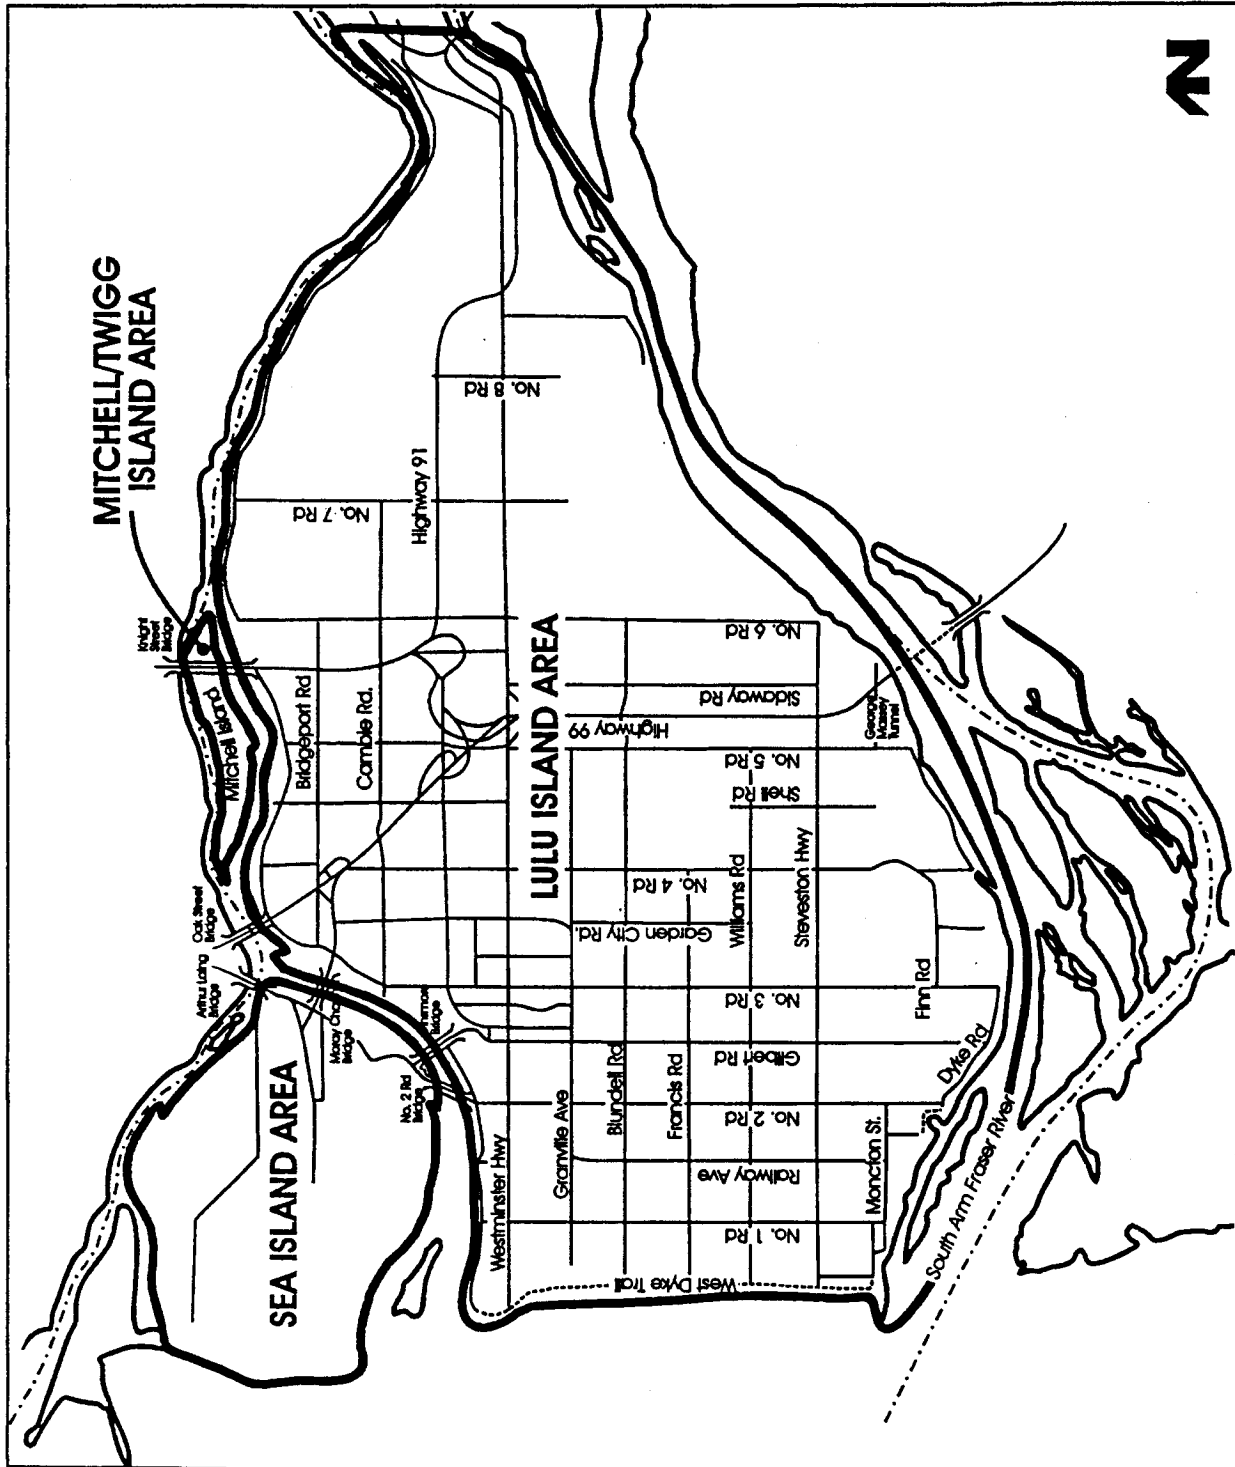 N
MITCHELL/TWIGG
ISLAND AREA
Knight
Street
Bridge
Mitchell Island
Oak Street
Bridge
Arthur Laing
Bridge
Bridgeport Rd
Cambie Rd.
Highway 91
No. 8 Rd
No. 7 Rd
No. 6 Rd
Sidaway Rd
Highway 99
No. 5 Rd
Shell Rd
No. 4 Rd
Garden City Rd.
No. 3 Rd
Gilbert Rd
No. 2 Rd
Railway Ave
No. 1 Rd
West Dyke Trail
LULU ISLAND AREA
SEA ISLAND AREA
Bridge
Bridge
No. 2 Rd
Bridge
Westminster Hwy
Granville Ave
Blundell Rd
Francis Rd
Williams Rd
Steveston Hwy
George
Massey
Tunnel
Finn Rd
Dyke Rd
Moncton St.
South Arm Fraser River